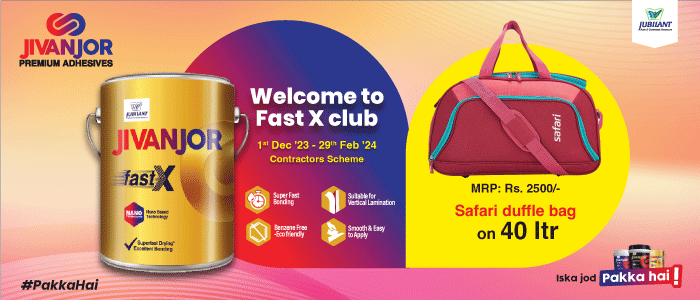 JIVANJOR
PREMIUM ADHESIVES
JUBILANT
JUBILANT
JIVANJOR
fastX
NANO
Nano Based
Technology
Superfast Drying*
Excellent Bonding
#PakkaHai
Welcome to
Fast X club
1st Dec '23 - 29th Feb '24
Contractors Scheme
Super Fast
Bonding
Suitable for
Vertical Lamination
Benzene Free
-Eco friendly
Smooth & Easy
to Apply
safari
MRP: Rs. 2500/-
Safari duffle bag
on 40 ltr
Iska jod Pakka hai!